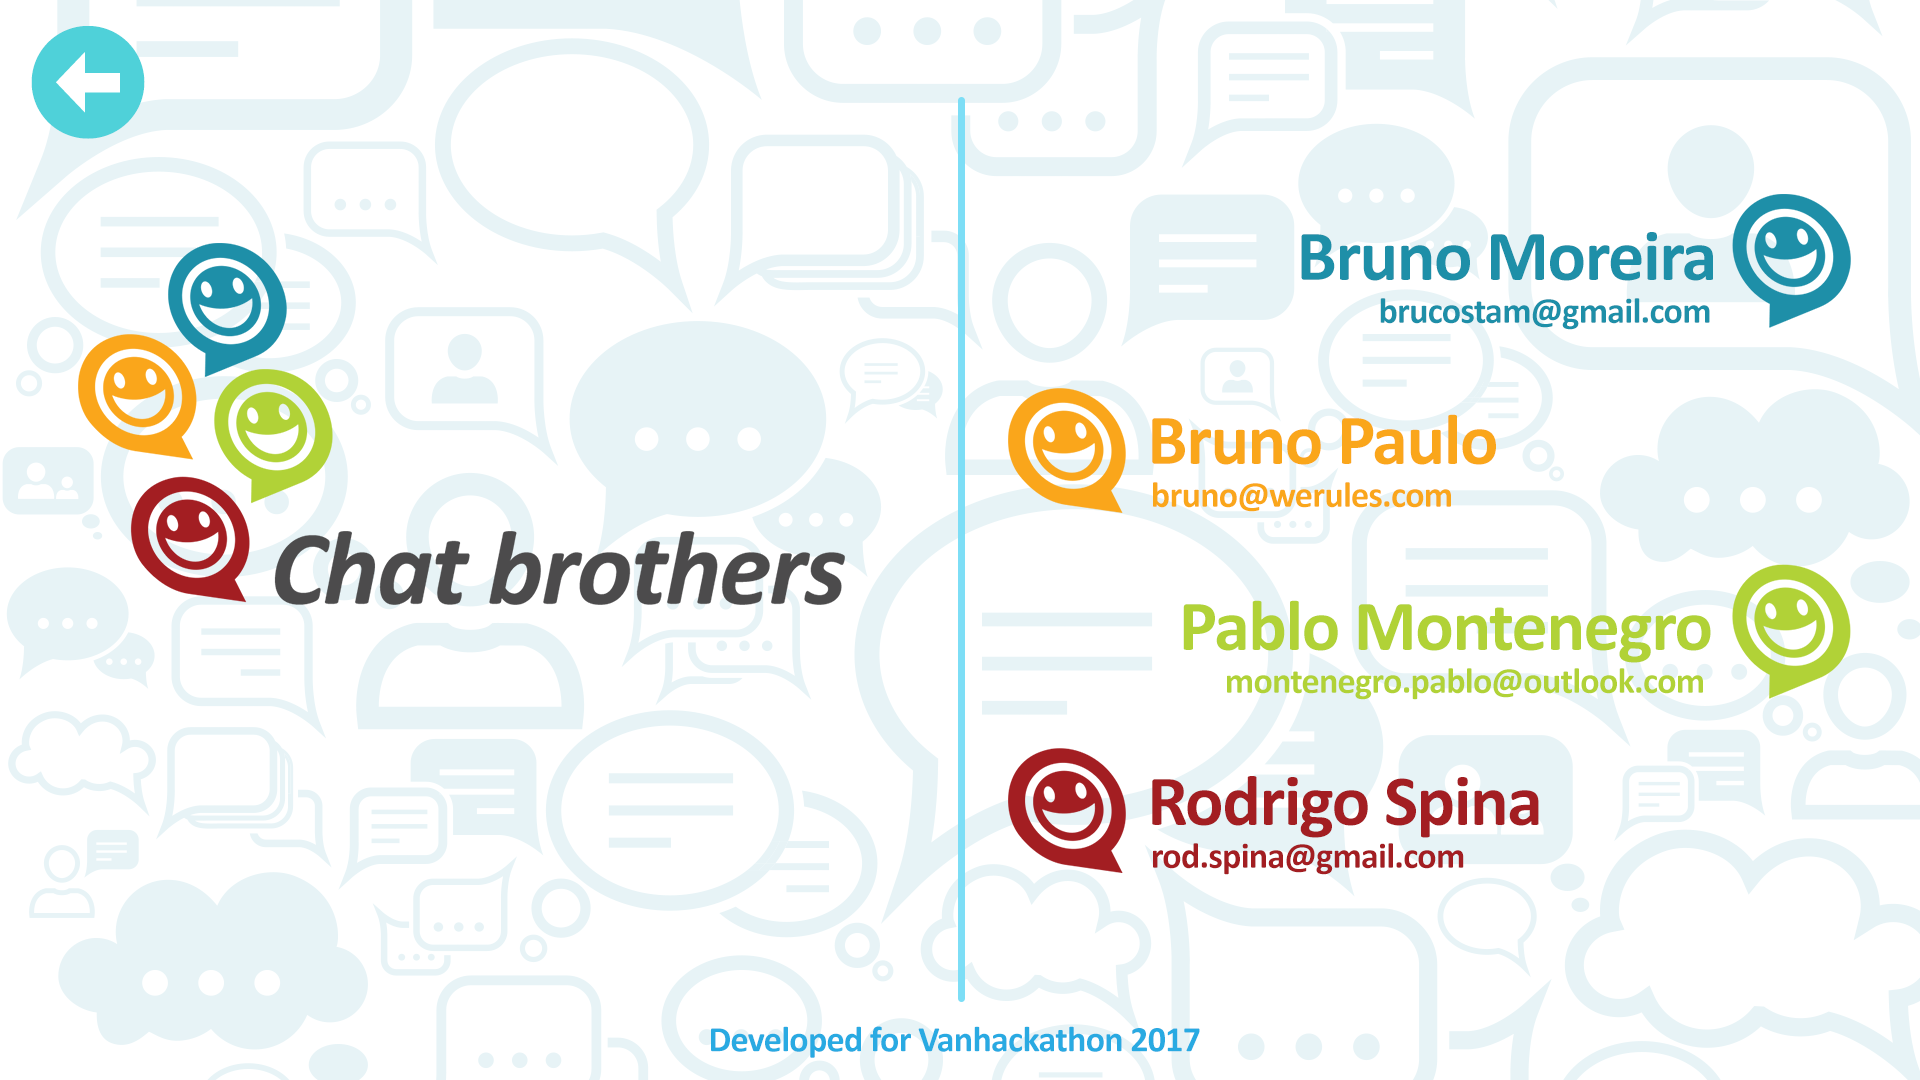 Chat brothers
Bruno Moreira
brucostam@gmail.com
Bruno Paulo
bruno@werules.com
Pablo Montenegro
montenegro.pablo@outlook.com
Rodrigo Spina
rod.spina@gmail.com
Developed for Vanhackathon 2017